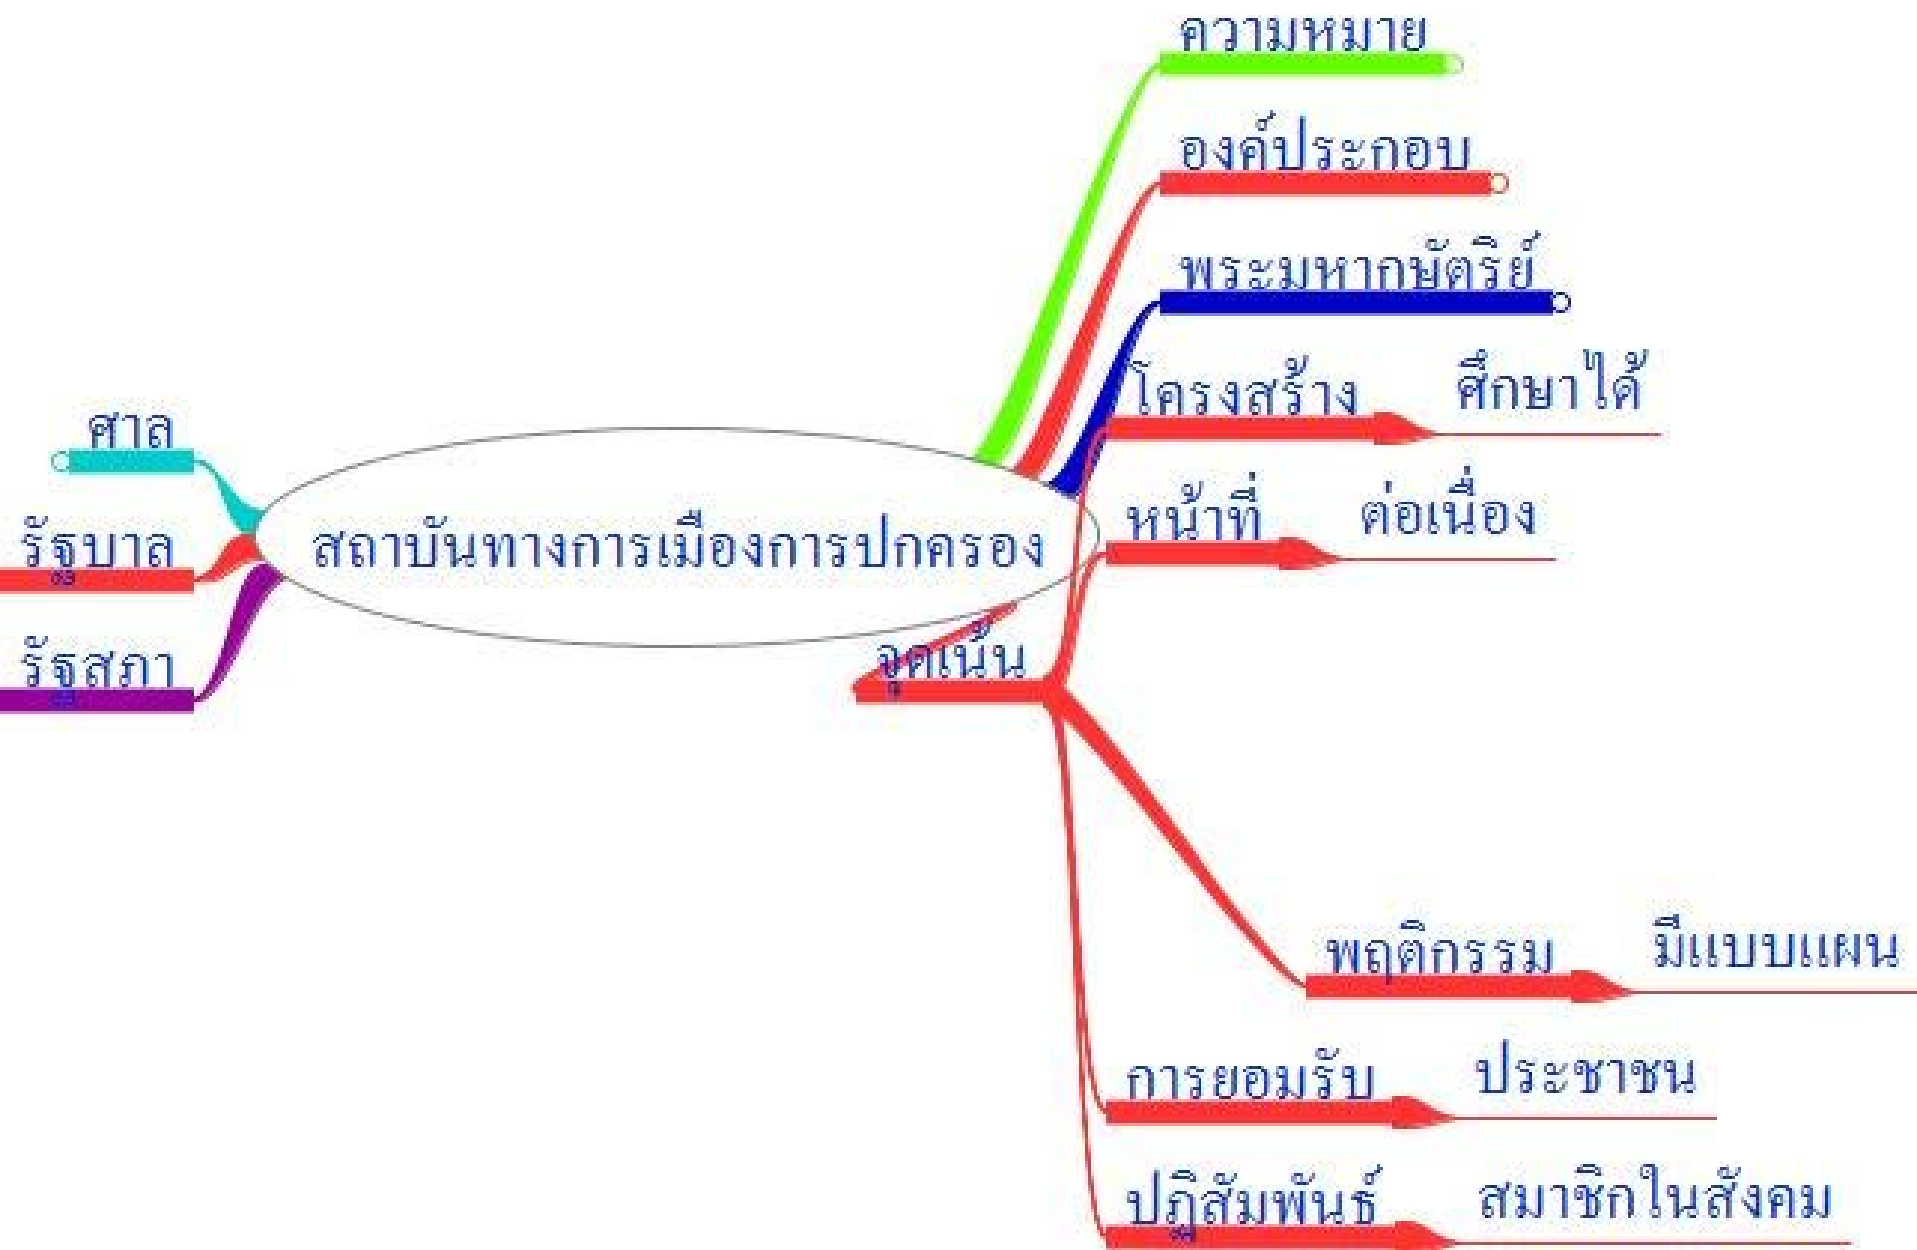 ความหมาย
องค์ประกอบ
พระมหากษัตริย์
โครงสร้าง ศึกษาได้
ศาล
หน้าที่ ต่อเนื่อง
รัฐบาล
สถาบันทางการเมืองการปกครอง
รัฐสภา
จุดเน้น
พฤติกรรม มีแบบแผน
การยอมรับ ประชาชน
ปฏิสัมพันธ์ สมาชิกในสังคม